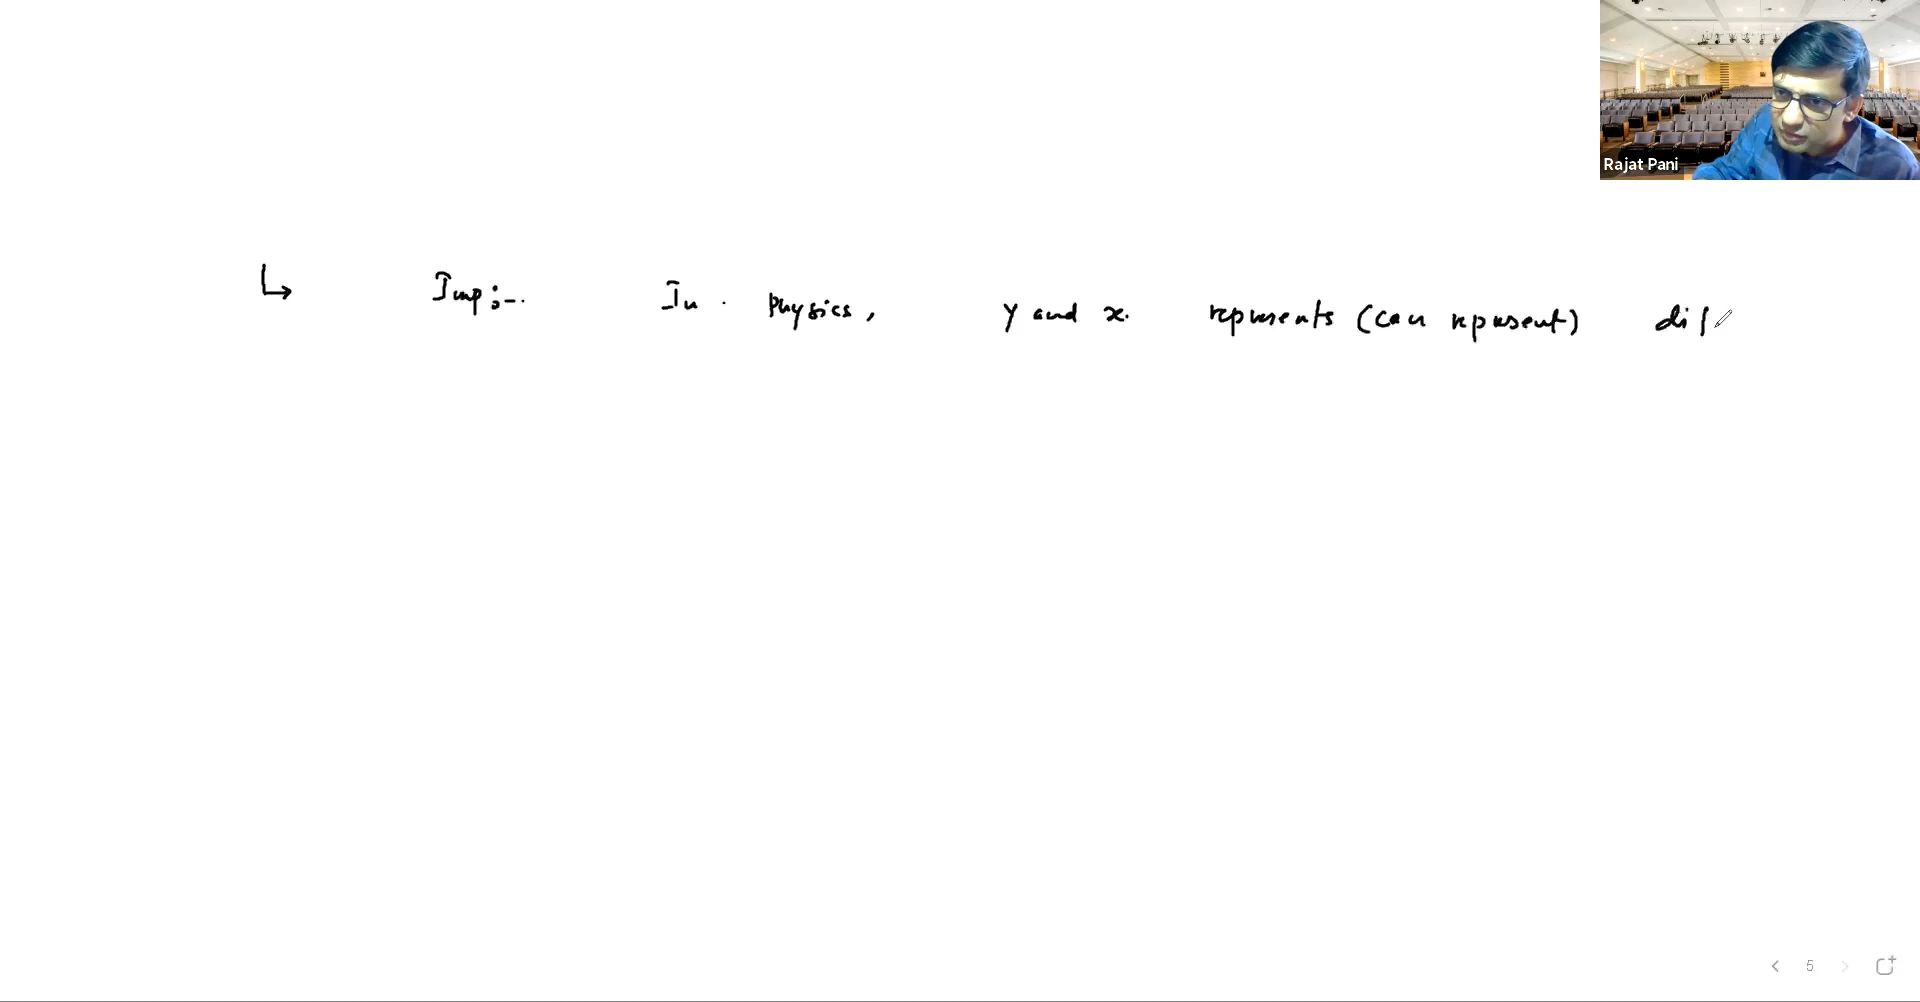 Rajat Pani
↳ Imp:-. In . Physics, y and x. represents (can represent) dif
5